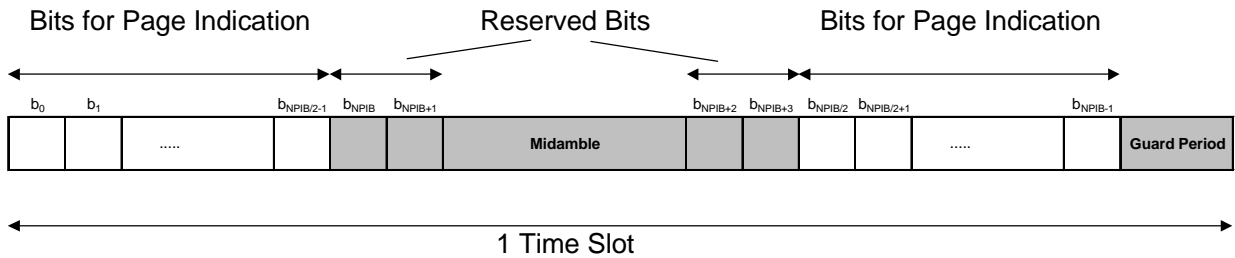 Bits for Page Indication Reserved Bits Bits for Page Indication
b0 b1 bNPIB/2-1 bNPIB bNPIB+1 bNPIB+2 bNPIB+3 bNPIB/2 bNPIB/2+1 bNPIB-1
..... Midamble ..... Guard Period
1 Time Slot